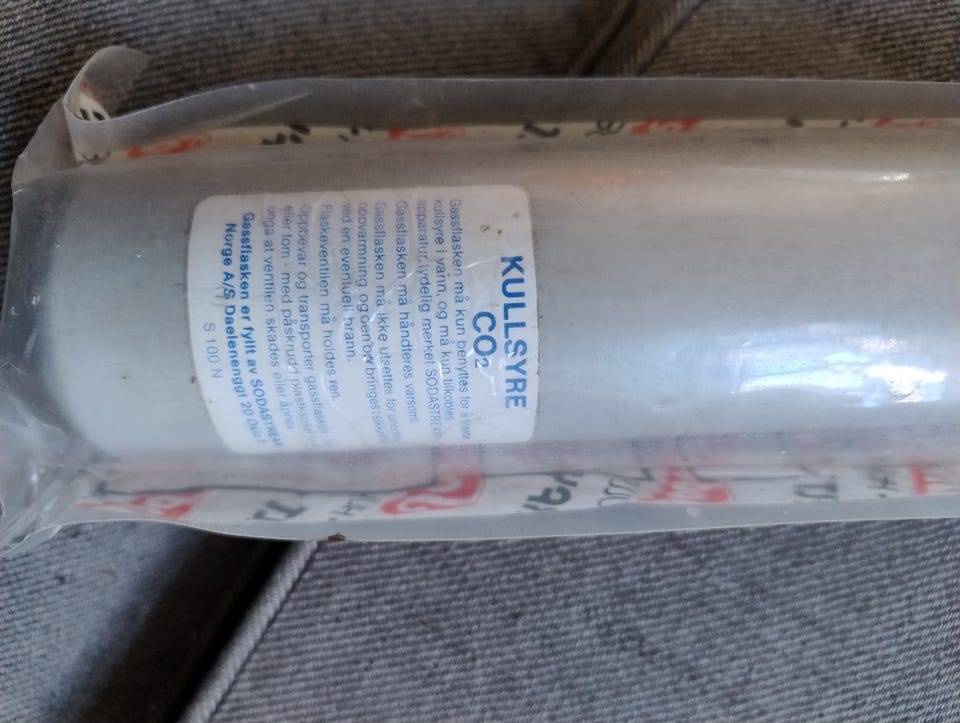 KULLSYRE
CO2
Gassflasken må kun benyttes for å
kullsyre i vann, og må kun tilkobles
apparatur tydelig merket SODASTREAM
Gassflasken må håndteres varsomt.
Gassflasken må ikke utsettes for
oppvarmning, og den bør bringes i
ved en eventuell brann.
Flaskeventilen må holdes ren.
Oppbevar og transporter gassflasken
eller tom - med påskrudd plastkapsel
unngå at ventilen skades eller åpnes
Gassflasken er fyllt av SODASTREAM
Norge A/S Daelenenggt 20 Oslo
S 100 N